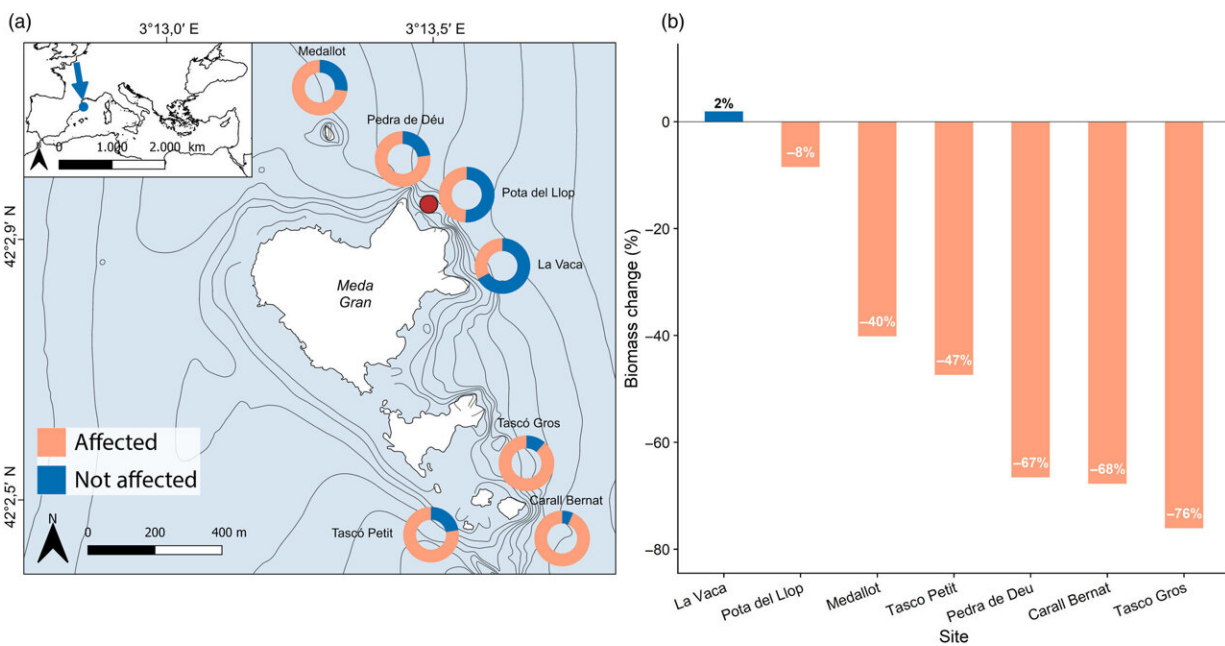 (a)
3°13,0′ E
3°13,5′ E
42°2,9′ N
42°2,5′ N
0 1.000 2.000 km
Medallot
Pedra de Déu
Pota del Llop
La Vaca
Meda
Gran
Tascó Gros
Carall Bernat
Tascó Petit
Affected
Not affected
N
0 200 400 m
(b)
Biomass change (%)
0
−20
−40
−60
−80
2%
−8%
−40%
−47%
−67%
−68%
−76%
La Vaca
Pota del Llop
Medallot
Tasco Petit
Pedra de Deu
Carall Bernat
Tasco Gros
Site